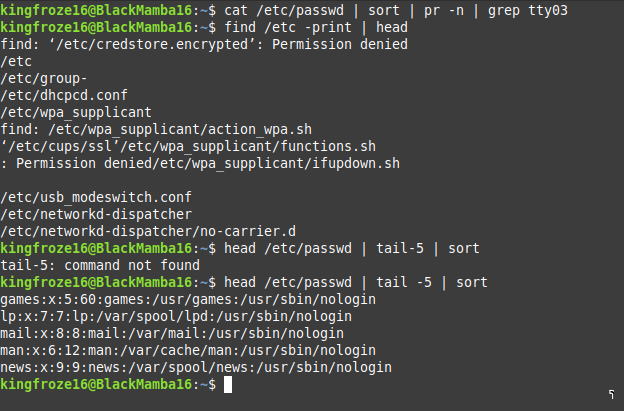 kingfroze16@BlackMamba16:~$ cat /etc/passwd | sort | pr -n | grep tty03
kingfroze16@BlackMamba16:~$ find /etc -print | head
find: ‘/etc/credstore.encrypted’: Permission denied
/etc
/etc/group-
/etc/dhcpcd.conf
/etc/wpa_supplicant
find: /etc/wpa_supplicant/action_wpa.sh
‘/etc/cups/ssl’/etc/wpa_supplicant/functions.sh
: Permission denied/etc/wpa_supplicant/ifupdown.sh

/etc/usb_modeswitch.conf
/etc/networkd-dispatcher
/etc/networkd-dispatcher/no-carrier.d
kingfroze16@BlackMamba16:~$ head /etc/passwd | tail-5 | sort
tail-5: command not found
kingfroze16@BlackMamba16:~$ head /etc/passwd | tail -5 | sort
games:x:5:60:games:/usr/games:/usr/sbin/nologin
lp:x:7:7:lp:/var/spool/lpd:/usr/sbin/nologin
mail:x:8:8:mail:/var/mail:/usr/sbin/nologin
man:x:6:12:man:/var/cache/man:/usr/sbin/nologin
news:x:9:9:news:/var/spool/news:/usr/sbin/nologin
kingfroze16@BlackMamba16:~$